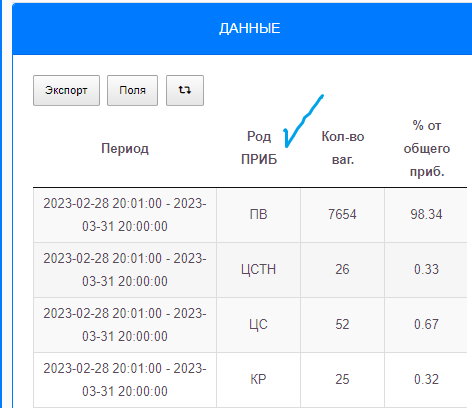 ДАННЫЕ
Экспорт Поля
Период Род ПРИБ Кол-во ваг. % от общего приб.
2023-02-28 20:01:00 - 2023-03-31 20:00:00 ПВ 7654 98.34
2023-02-28 20:01:00 - 2023-03-31 20:00:00 ЦСТН 26 0.33
2023-02-28 20:01:00 - 2023-03-31 20:00:00 ЦС 52 0.67
2023-02-28 20:01:00 - 2023-03-31 20:00:00 КР 25 0.32